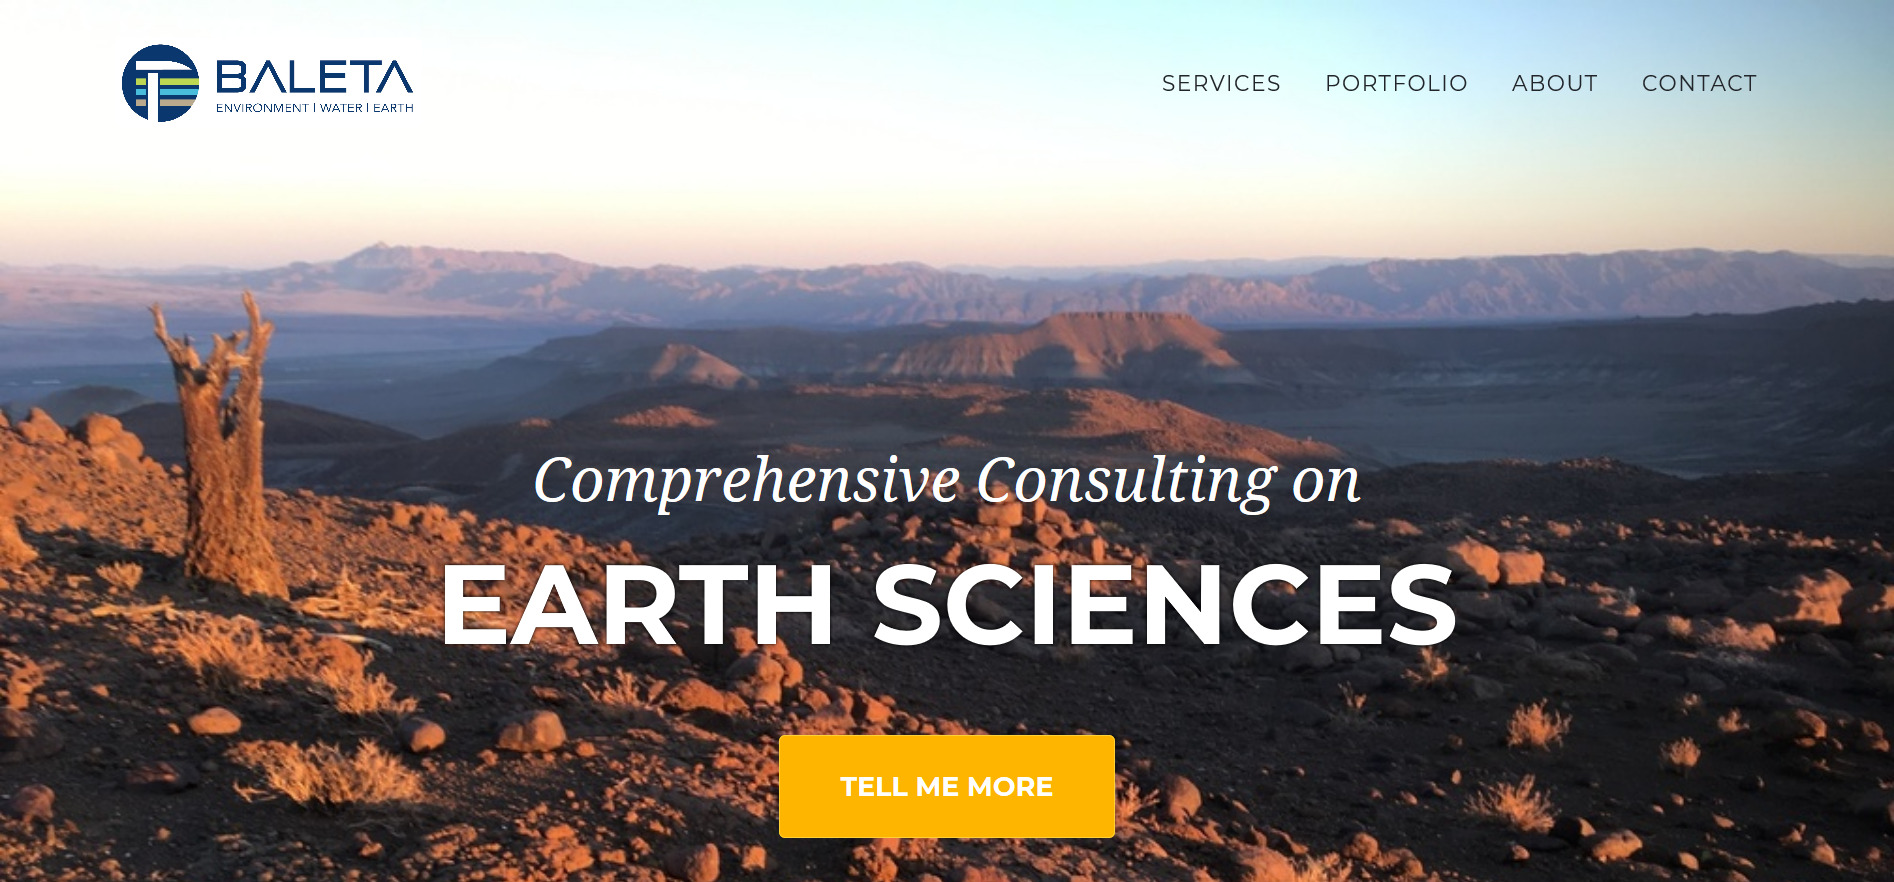 BALETA
ENVIRONMENT | WATER | EARTH
SERVICES PORTFOLIO ABOUT CONTACT
Comprehensive Consulting on
EARTH SCIENCES
TELL ME MORE